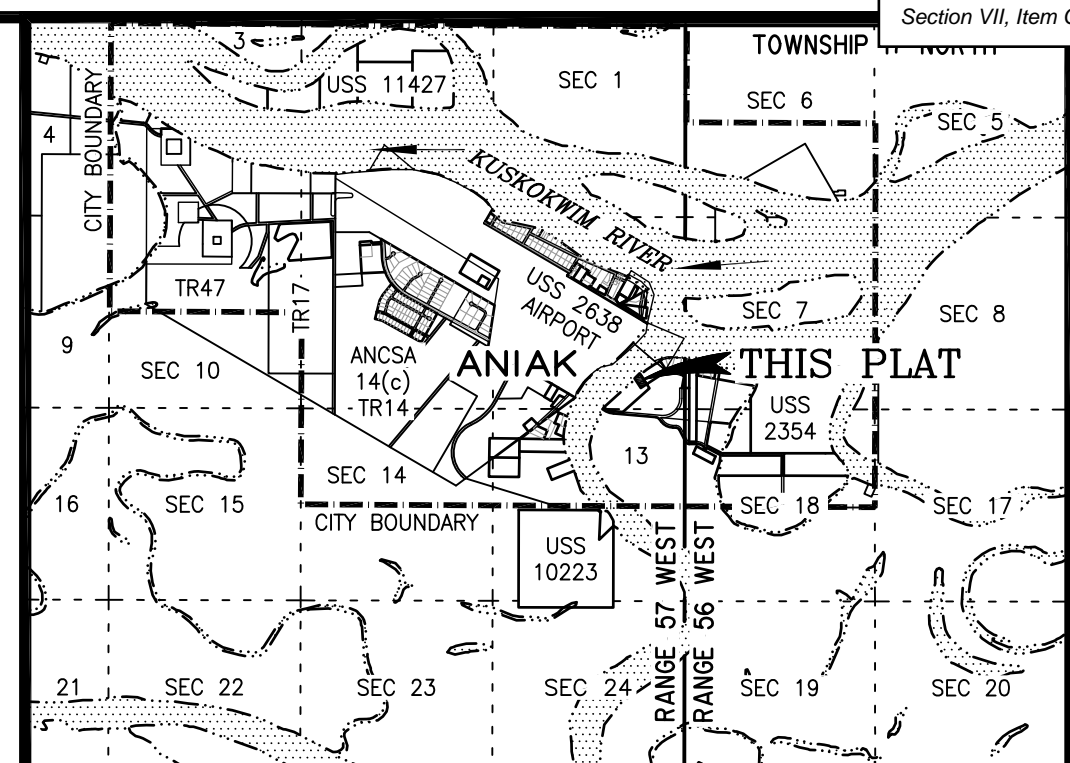 Section VII, Item
TOWNSHIP NORTH
3
USS 11427
SEC 1
SEC 6
SEC 5
4
CITY BOUNDARY
KUSKOKWIM RIVER
TR47
TR17
USS 2638
AIRPORT
SEC 7
SEC 8
9
SEC 10
ANCSA
14(c)
TR14
ANIAK
THIS PLAT
USS
2354
13
SEC 14
16
SEC 15
SEC 18
SEC 17
CITY BOUNDARY
USS
10223
RANGE 57 WEST
RANGE 56 WEST
21
SEC 22
SEC 23
SEC 24
SEC 19
SEC 20